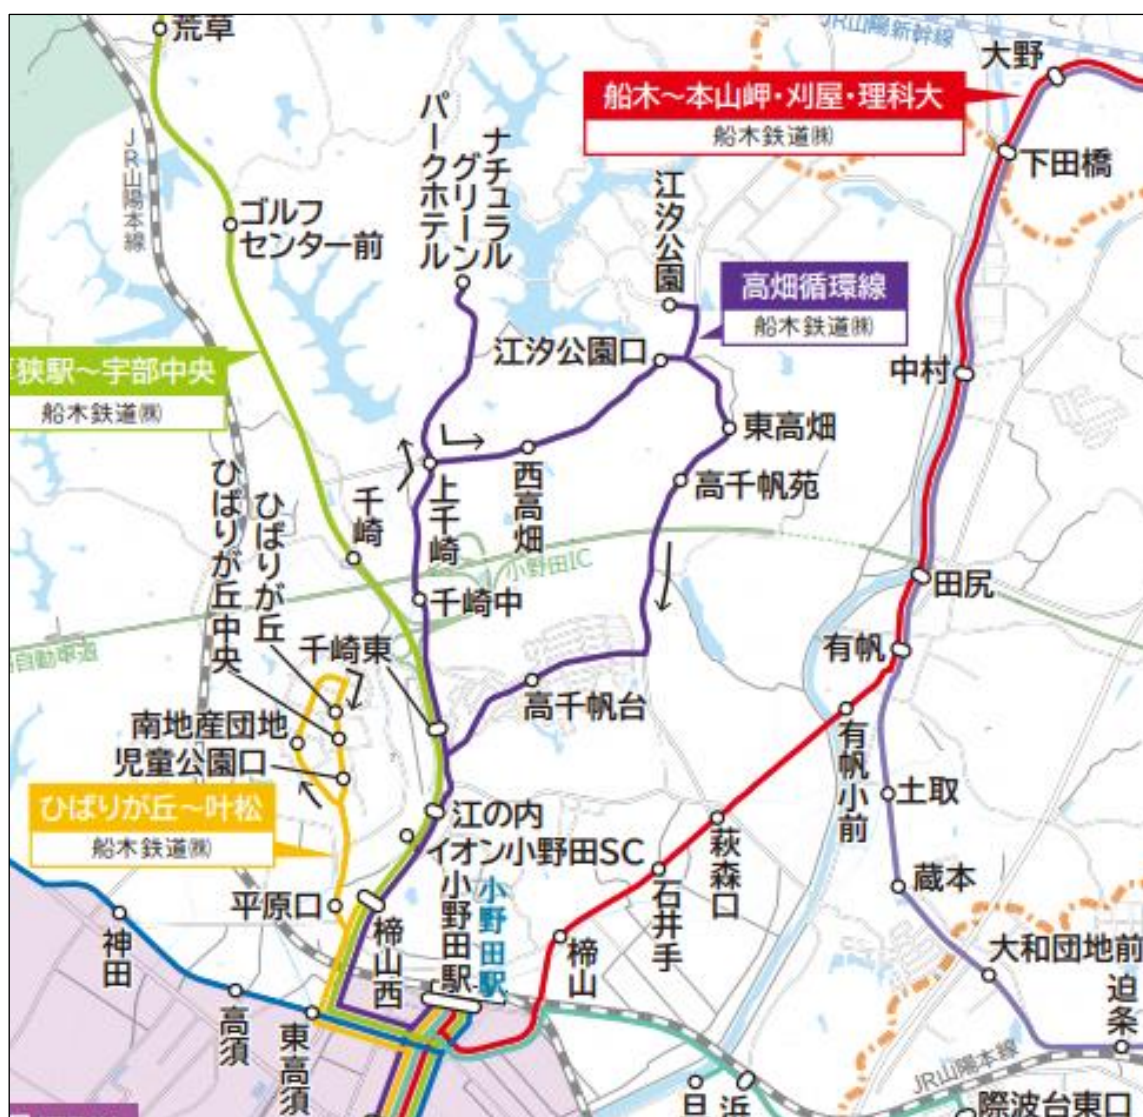 荒草
JR山陽新幹線
大野
船木～本山岬・刈屋・理科大
船木鉄道㈱
下田橋
JR山陽本線
ナチュラル
グリーン
パークホテル
江汐公園
ゴルフ
センター前
高畑循環線
船木鉄道㈱
江汐公園口
狭駅～宇部中央
船木鉄道㈱
中村
東高畑
ひばりが丘
ひばりが丘中央
千崎
上千崎
西高畑
高千帆苑
小野田IC
田尻
千崎中
自動車道
千崎東
有帆
高千帆台
南地産団地
児童公園口
有帆小前
土取
ひばりが丘～叶松
船木鉄道㈱
江の内
イオン小野田SC
萩森口
石井手
蔵本
平原口
神田
楴山西
小野田駅
小野田駅
楴山
大和団地前
迫条
高須
東高須
JR山陽本線
際波台東口
日
浜